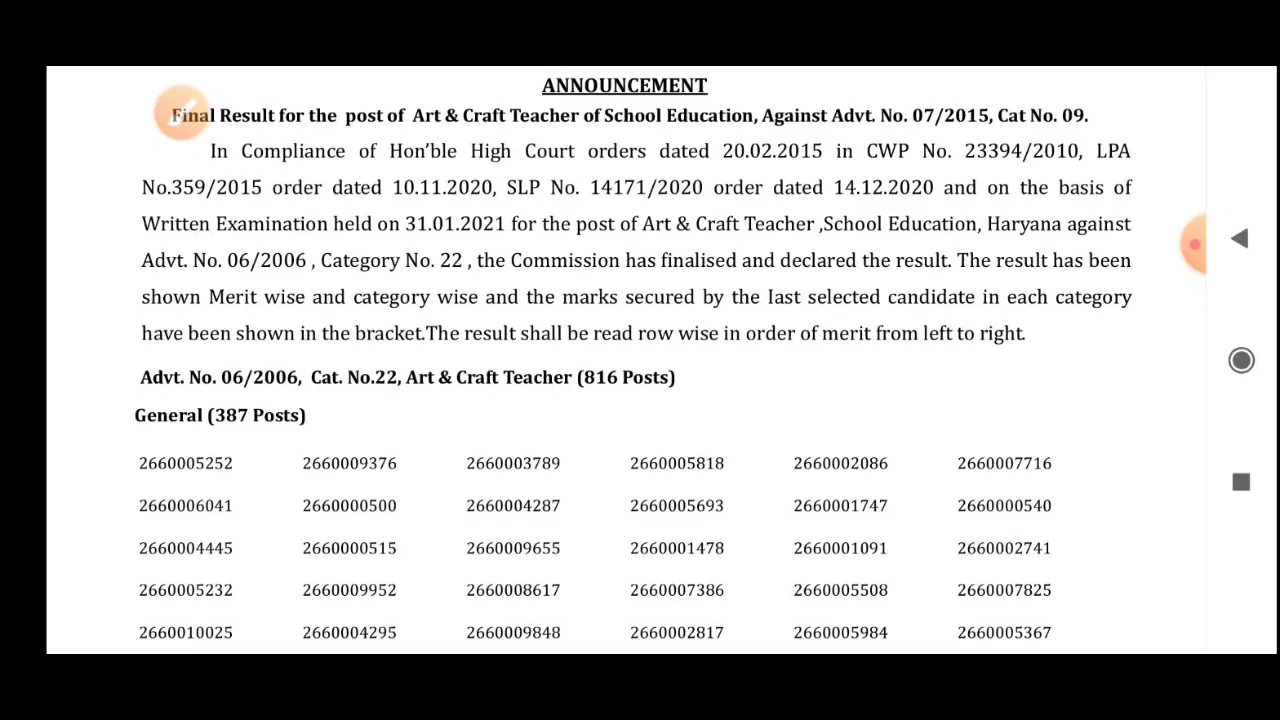 ANNOUNCEMENT
Final Result for the post of Art & Craft Teacher of School Education, Against Advt. No. 07/2015, Cat No. 09.
In Compliance of Hon'ble High Court orders dated 20.02.2015 in CWP No. 23394/2010, LPA
No.359/2015 order dated 10.11.2020, SLP No. 14171/2020 order dated 14.12.2020 and on the basis of
Written Examination held on 31.01.2021 for the post of Art & Craft Teacher ,School Education, Haryana against
Advt. No. 06/2006 , Category No. 22 , the Commission has finalised and declared the result. The result has been
shown Merit wise and category wise and the marks secured by the Iast selected candidate in each category
have been shown in the bracket.The result shall be read row wise in order of merit from left to right.
Advt. No. 06/2006, Cat. No.22, Art & Craft Teacher (816 Posts)
General (387 Posts)
2660005252 2660009376 2660003789 2660005818 2660002086 2660007716
2660006041 2660000500 2660004287 2660005693 2660001747 2660000540
2660004445 2660000515 2660009655 2660001478 2660001091 2660002741
2660005232 2660009952 2660008617 2660007386 2660005508 2660007825
2660010025 2660004295 2660009848 2660002817 2660005984 2660005367